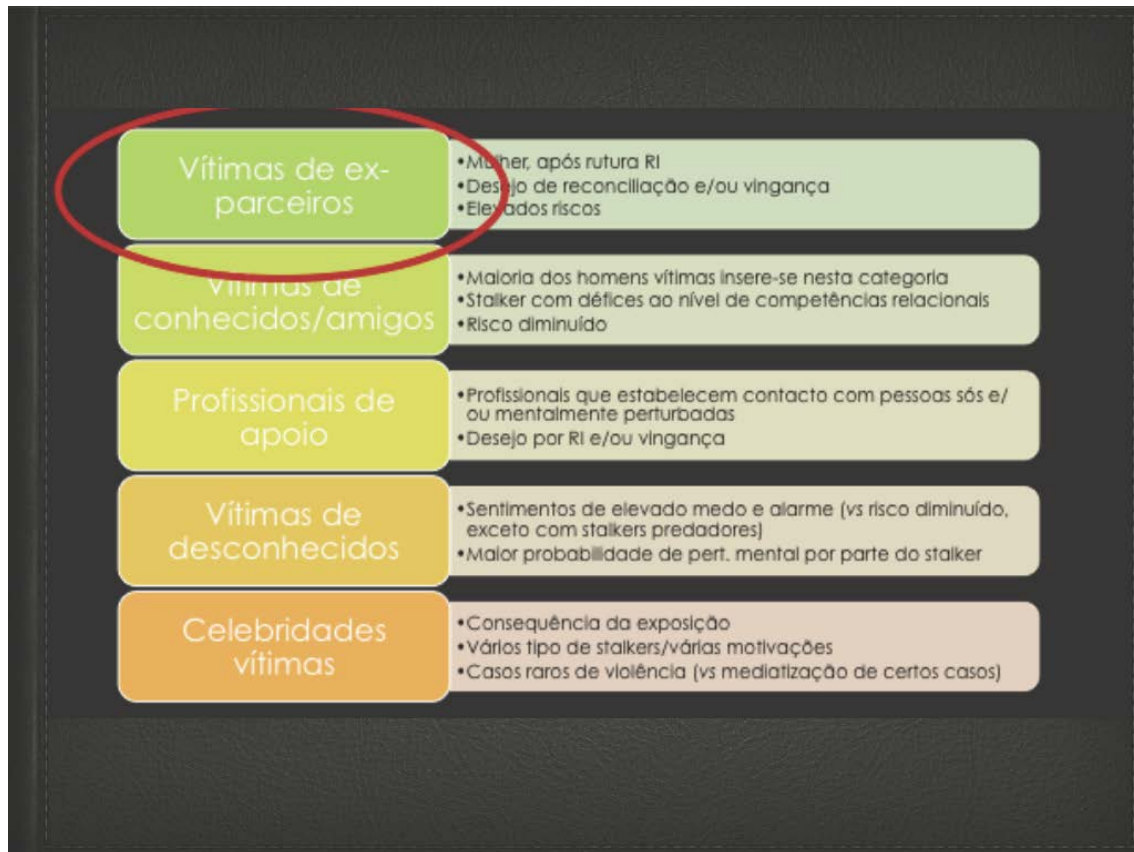 Vítimas de ex-
parceiros
•Mulher, após rutura RI
•Desejo de reconciliação e/ou vingança
•Elevados riscos
Vítimas de
conhecidos/amigos
•Maioria dos homens vítimas insere-se nesta categoria
•Stalker com défices ao nível de competências relacionais
•Risco diminuído
Profissionais de
apoio
•Profissionais que estabelecem contacto com pessoas sós e/
ou mentalmente perturbadas
•Desejo por RI e/ou vingança
Vítimas de
desconhecidos
•Sentimentos de elevado medo e alarme (vs risco diminuído,
exceto com stalkers predadores)
•Maior probabilidade de pert. mental por parte do stalker
Celebridades
vítimas
•Consequência da exposição
•Vários tipo de stalkers/várias motivações
•Casos raros de violência (vs mediatização de certos casos)